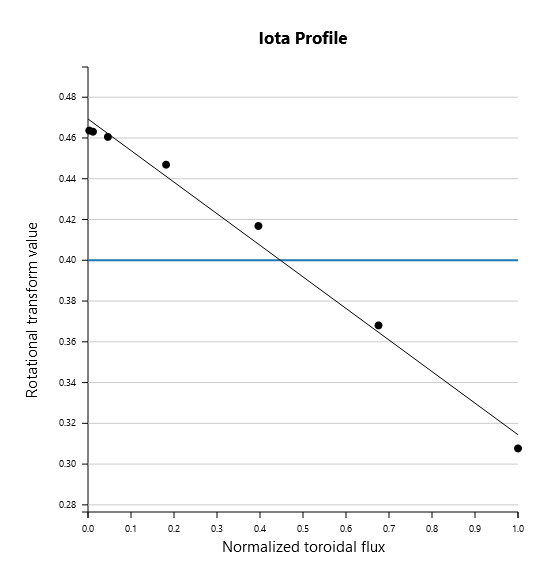 Iota Profile
0.48
0.46
0.44
0.42
0.40
0.38
0.36
0.34
0.32
0.30
0.28
Rotational transform value
0.0 0.1 0.2 0.3 0.4 0.5 0.6 0.7 0.8 0.9 1.0
Normalized toroidal flux